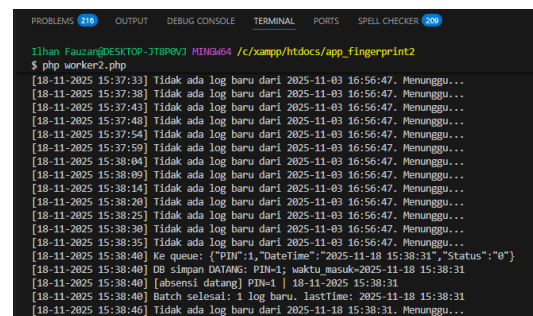 PROBLEMS 216 OUTPUT DEBUG CONSOLE TERMINAL PORTS SPELL CHECKER 209
Ilhan Fauzan@DESKTOP-JT8P0VJ MINGW64 /c/xampp/htdocs/app_fingerprint2
$ php worker2.php
[18-11-2025 15:37:33] Tidak ada log baru dari 2025-11-03 16:56:47. Menunggu...
[18-11-2025 15:37:38] Tidak ada log baru dari 2025-11-03 16:56:47. Menunggu...
[18-11-2025 15:37:43] Tidak ada log baru dari 2025-11-03 16:56:47. Menunggu...
[18-11-2025 15:37:48] Tidak ada log baru dari 2025-11-03 16:56:47. Menunggu...
[18-11-2025 15:37:54] Tidak ada log baru dari 2025-11-03 16:56:47. Menunggu...
[18-11-2025 15:37:59] Tidak ada log baru dari 2025-11-03 16:56:47. Menunggu...
[18-11-2025 15:38:04] Tidak ada log baru dari 2025-11-03 16:56:47. Menunggu...
[18-11-2025 15:38:09] Tidak ada log baru dari 2025-11-03 16:56:47. Menunggu...
[18-11-2025 15:38:14] Tidak ada log baru dari 2025-11-03 16:56:47. Menunggu...
[18-11-2025 15:38:20] Tidak ada log baru dari 2025-11-03 16:56:47. Menunggu...
[18-11-2025 15:38:25] Tidak ada log baru dari 2025-11-03 16:56:47. Menunggu...
[18-11-2025 15:38:30] Tidak ada log baru dari 2025-11-03 16:56:47. Menunggu...
[18-11-2025 15:38:35] Tidak ada log baru dari 2025-11-03 16:56:47. Menunggu...
[18-11-2025 15:38:40] Ke queue: {"PIN":1,"DateTime":"2025-11-18 15:38:31","Status":"0"}
[18-11-2025 15:38:40] DB simpan DATANG: PIN=1; waktu_masuk=2025-11-18 15:38:31
[18-11-2025 15:38:40] [absensi datang] PIN=1 | 2025-11-18 15:38:31
[18-11-2025 15:38:40] Batch selesai: 1 log baru. lastTime: 2025-11-18 15:38:31
[18-11-2025 15:38:46] Tidak ada log baru dari 2025-11-18 15:38:31. Menunggu...